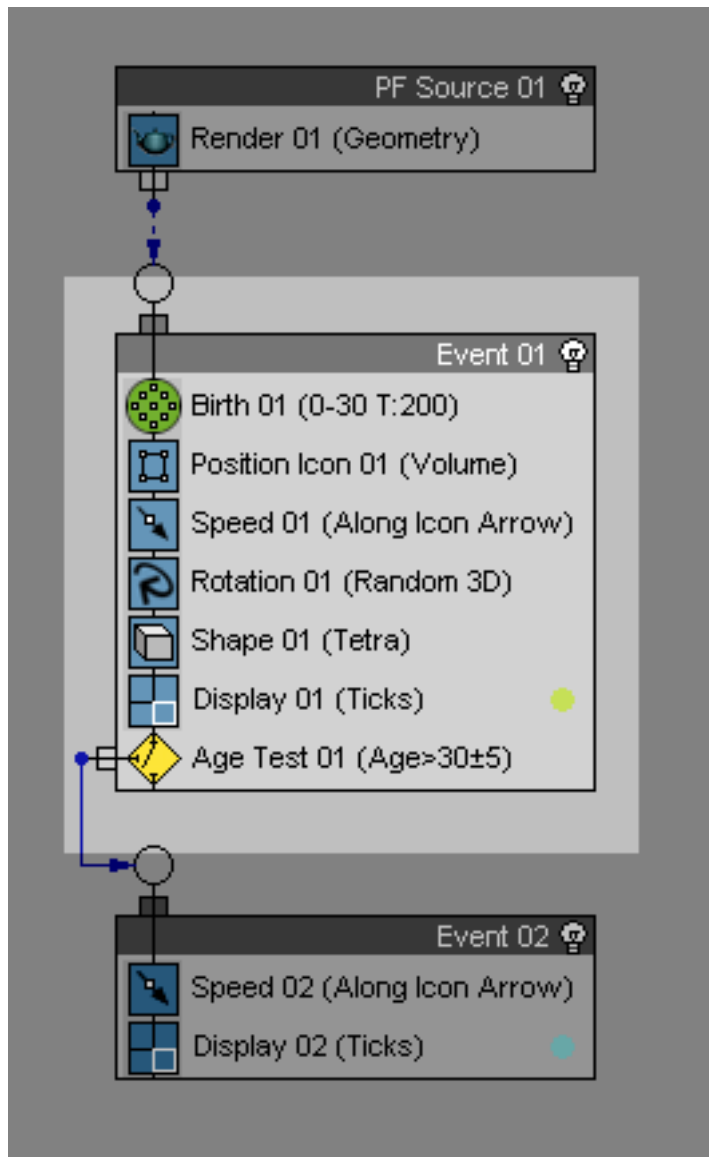 PF Source 01
Render 01 (Geometry)
Event 01
Birth 01 (0-30 T:200)
Position Icon 01 (Volume)
Speed 01 (Along Icon Arrow)
Rotation 01 (Random 3D)
Shape 01 (Tetra)
Display 01 (Ticks)
Age Test 01 (Age>30±5)
Event 02
Speed 02 (Along Icon Arrow)
Display 02 (Ticks)